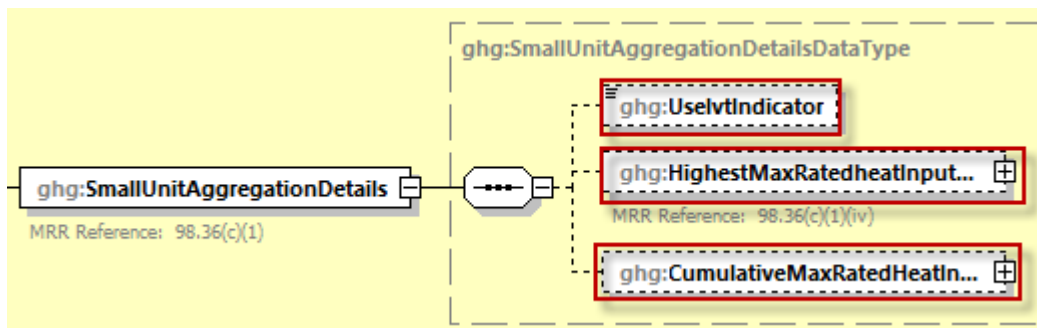 ghg:SmallUnitAggregationDetailsDataType
ghg:UseIvtIndicator
ghg:HighestMaxRatedheatInput...
MRR Reference: 98.36(c)(1)(iv)
ghg:SmallUnitAggregationDetails
MRR Reference: 98.36(c)(1)
ghg:CumulativeMaxRatedHeatIn...